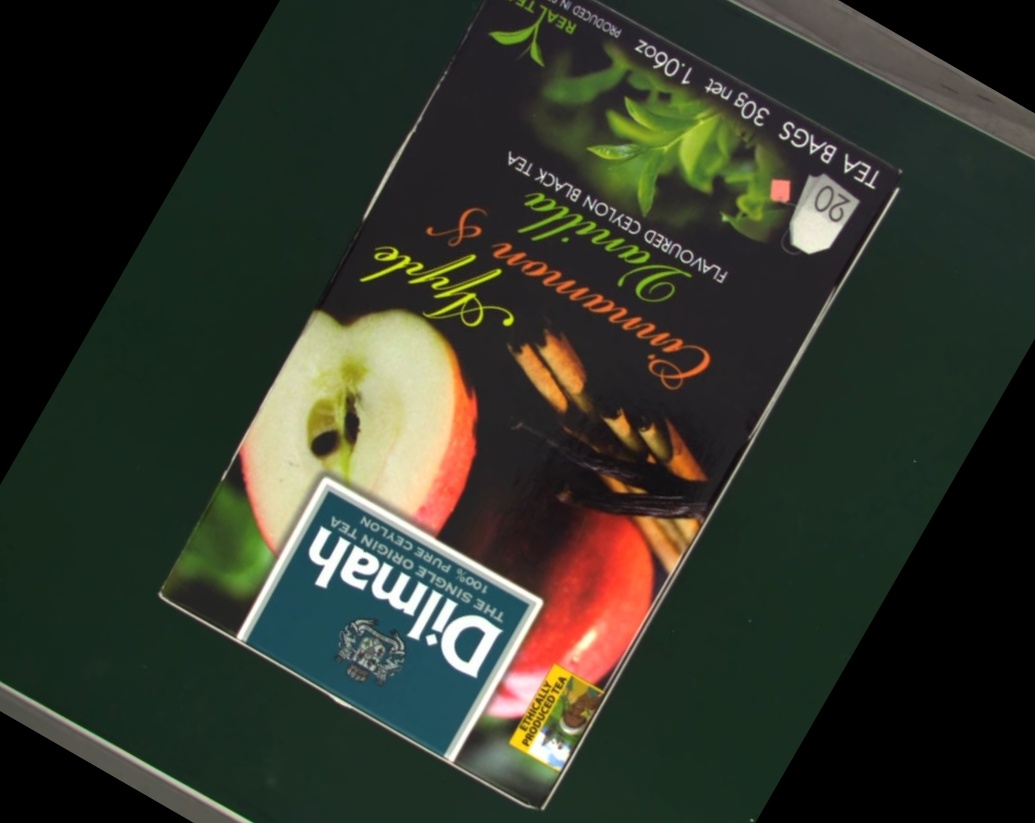 Dilmah
THE SINGLE ORIGIN TEA
100% PURE CEYLON
ETHICALLY
PRODUCED TEA
Apple
Cinnamon &
Vanilla
FLAVOURED CEYLON BLACK TEA
20
TEA BAGS 30g net 1.06oz
REAL TEA
PRODUCED IN